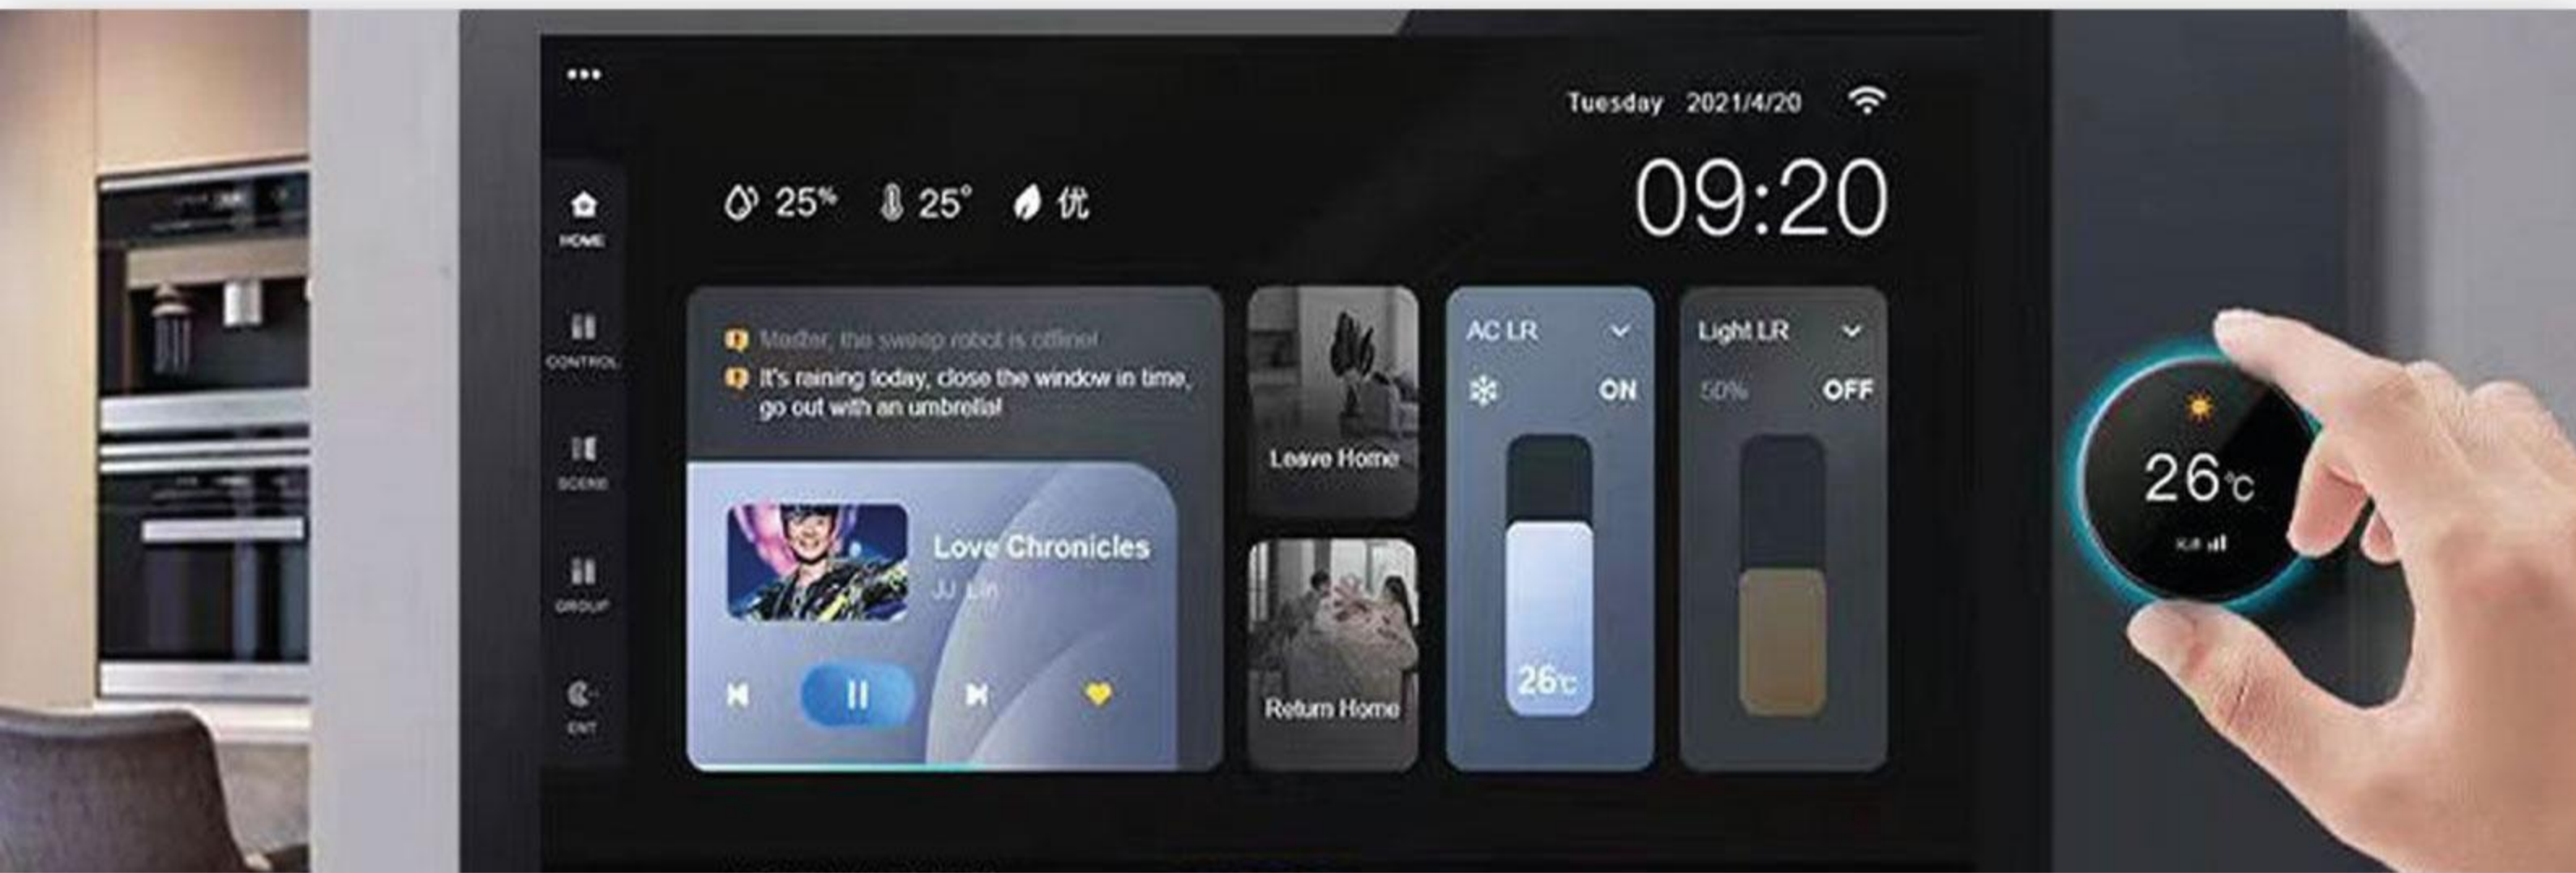 Tuesday 2021/4/20
09:20
25% 25° 优
HOME
CONTROL
SCENE
GROUP
ENT
Master, the sweep robot is offline!
It's raining today, close the window in time,
go out with an umbrella!
Love Chronicles
JJ Lin
Leave Home
Return Home
AC LR
ON
26℃
Light LR
50% OFF
26℃